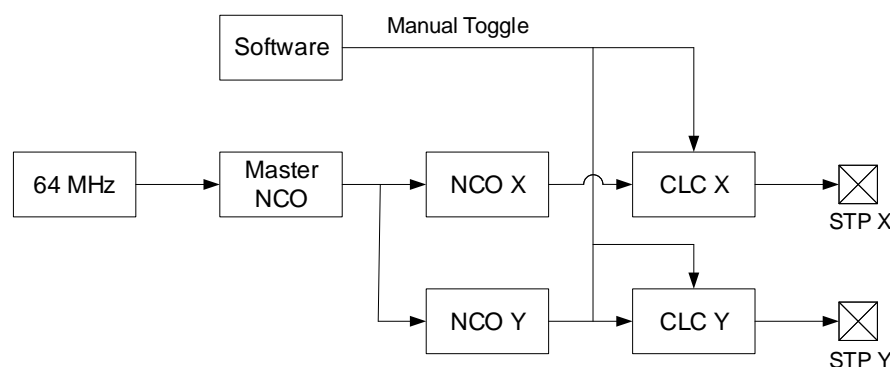 Manual Toggle
Software
64 MHz
Master
NCO
NCO X
CLC X
STP X
NCO Y
CLC Y
STP Y